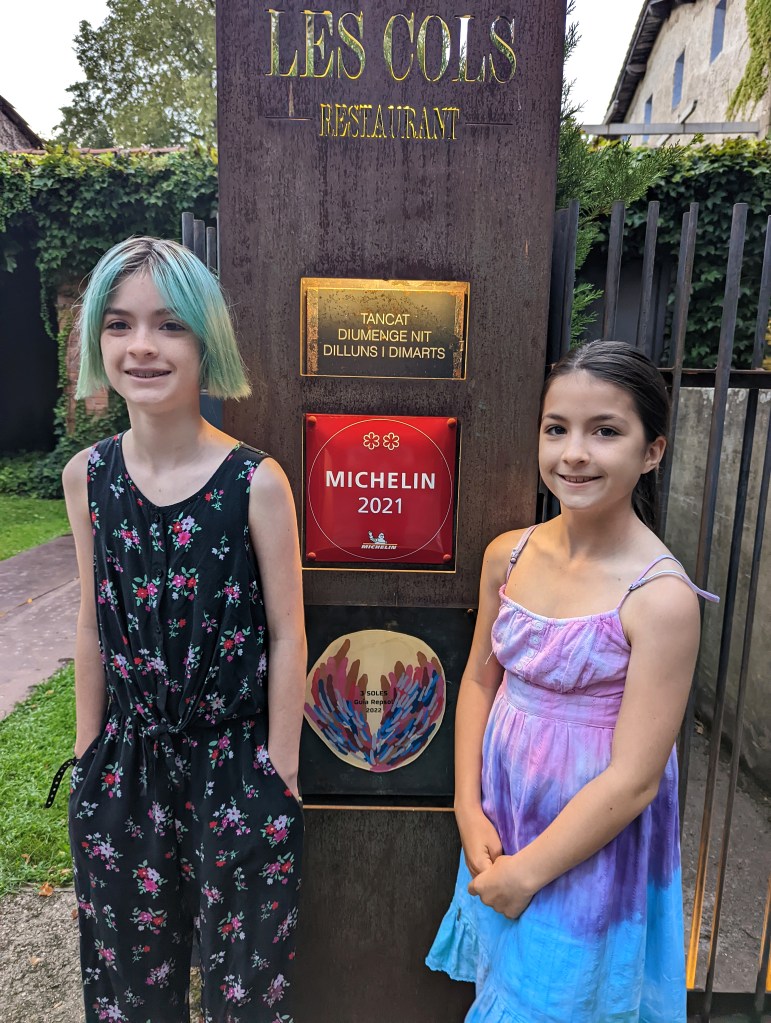 LES COLS
RESTAURANT
TANCAT
DIUMENGE NIT
DILLUNS I DIMARTS
MICHELIN
2021
MICHELIN
3 SOLES
Guía Repsol
2022